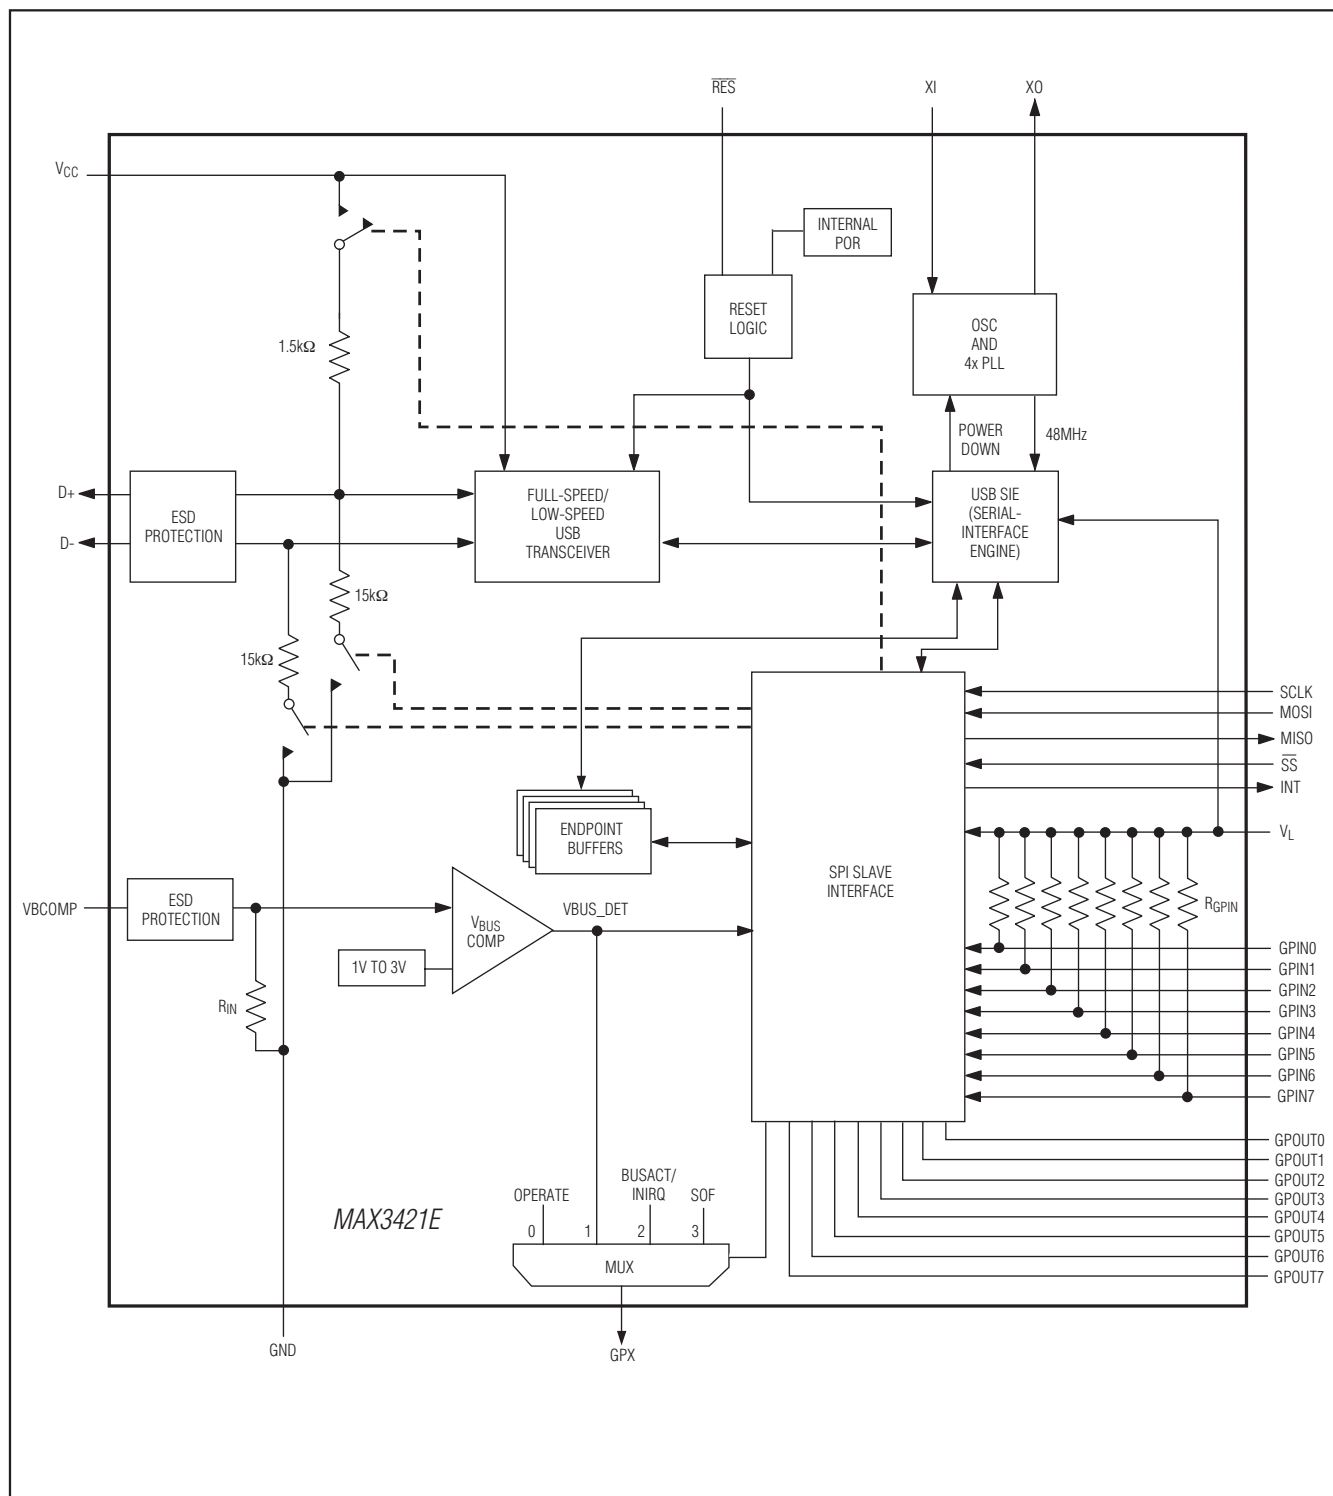 RES
XI
XO
VCC
INTERNAL
POR
RESET
LOGIC
OSC
AND
4x PLL
1.5kΩ
POWER
DOWN
48MHz
D+
D-
ESD
PROTECTION
FULL-SPEED/
LOW-SPEED
USB
TRANSCEIVER
USB SIE
(SERIAL-
INTERFACE
ENGINE)
15kΩ
15kΩ
SCLK
MOSI
MISO
SS
INT
VL
ENDPOINT
BUFFERS
SPI SLAVE
INTERFACE
RGPIN
VBCOMP
ESD
PROTECTION
VBUS
COMP
VBUS_DET
1V TO 3V
RIN
GPIN0
GPIN1
GPIN2
GPIN3
GPIN4
GPIN5
GPIN6
GPIN7
GPOUT0
GPOUT1
GPOUT2
GPOUT3
GPOUT4
GPOUT5
GPOUT6
GPOUT7
MAX3421E
OPERATE
BUSACT/
INIRQ
SOF
0 1 2 3
MUX
GND
GPX